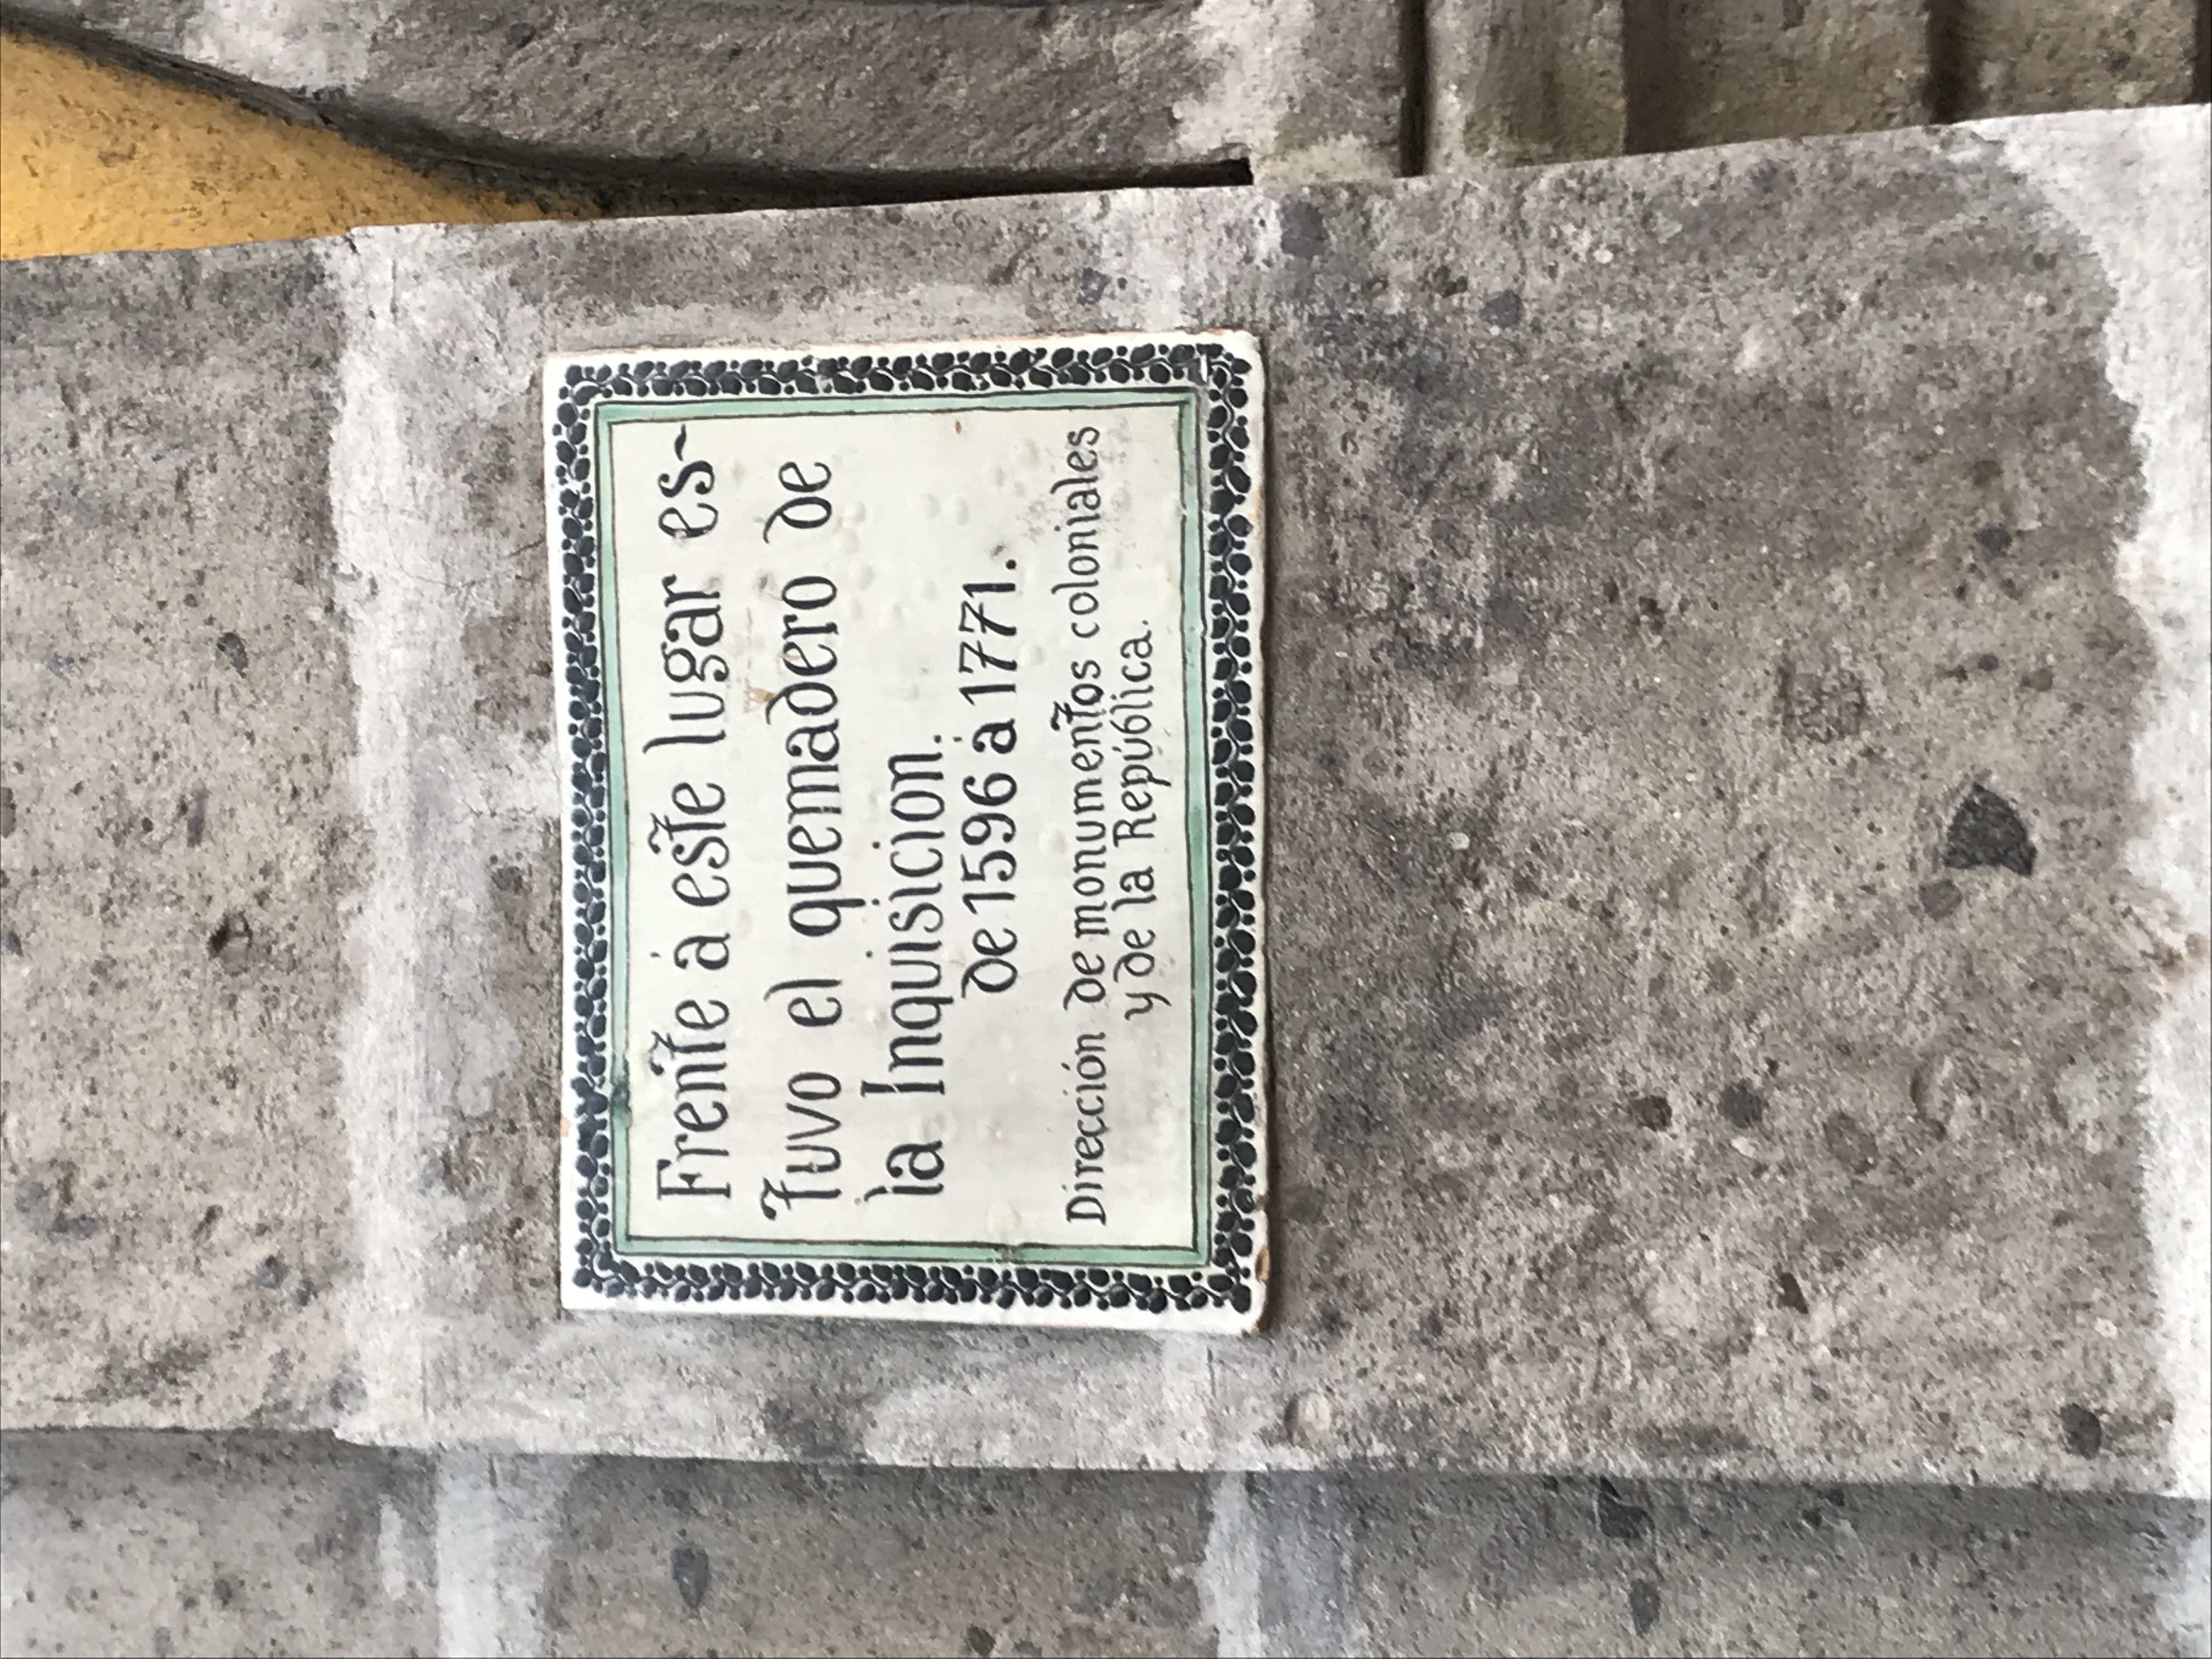 Frente á este lugar es~
tuvo el quemadero de
la Inquisicion.
de 1596 á 1771.
Dirección de monumentos coloniales
y de la República.